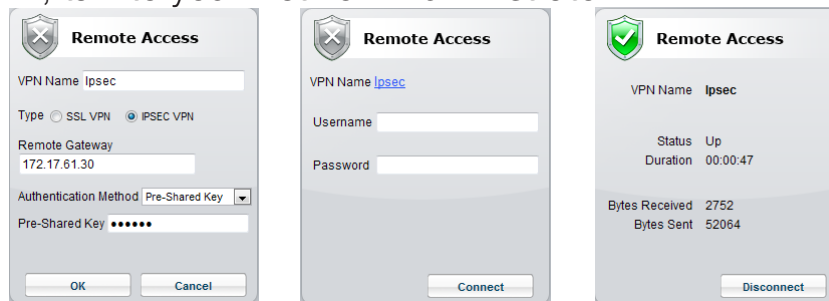 Remote Access
VPN Name Ipsec
Type SSL VPN IPSEC VPN
Remote Gateway
172.17.61.30
Authentication Method Pre-Shared Key
Pre-Shared Key ••••••
OK Cancel
Remote Access
VPN Name Ipsec
Username
Password
Connect
Remote Access
VPN Name Ipsec
Status Up
Duration 00:00:47
Bytes Received 2752
Bytes Sent 52064
Disconnect